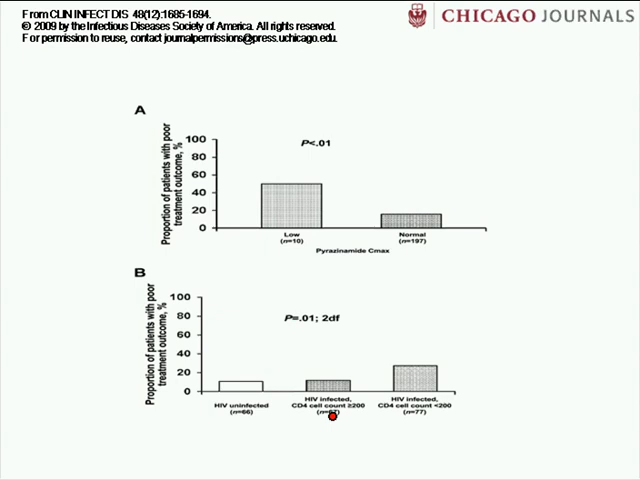 From CLIN INFECT DIS 48(12):1685-1694.
© 2009 by the Infectious Diseases Society of America. All rights reserved.
For permission to reuse, contact journalpermissions@press.uchicago.edu.
CHICAGO JOURNALS
A
Proportion of patients with poor
treatment outcome, %
100
80
60
40
20
0
P<.01
Low
(n=10)
Normal
(n=197)
Pyrazinamide Cmax
B
Proportion of patients with poor
treatment outcome, %
100
80
60
40
20
0
P=.01; 2df
HIV uninfected
(n=66)
HIV infected,
CD4 cell count ≥200
HIV infected,
CD4 cell count <200
(n=77)